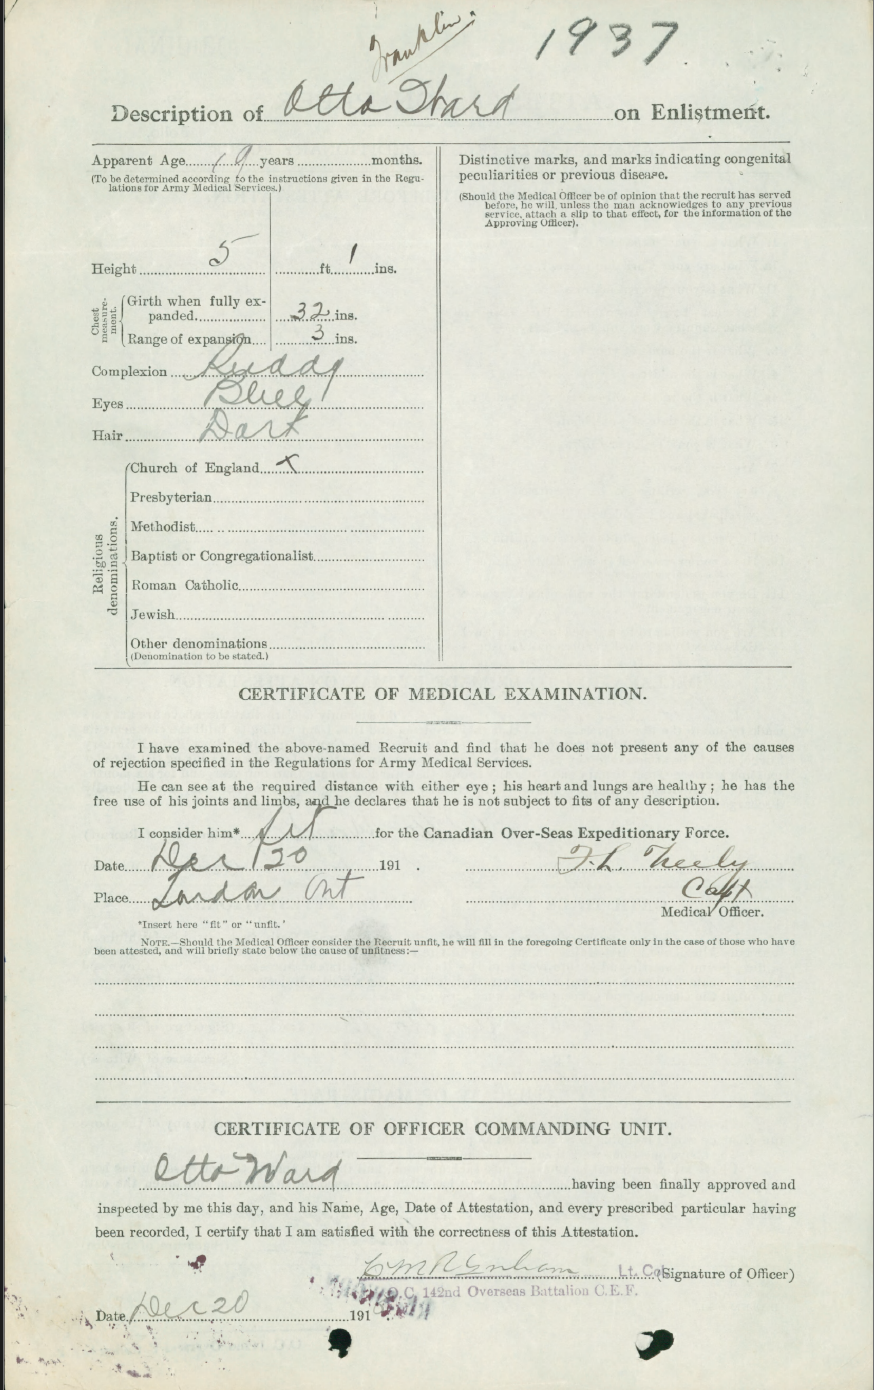 Franklin.
1937
Description of Otto Ward on Enlistment.
Apparent Age 19 years months.
(To be determined according to the instructions given in the Regu-
lations for Army Medical Services.)
Height 5 ft 1 ins.
Chest measure-ment.
Girth when fully ex-
panded 32 ins.
Range of expansion 3 ins.
Complexion Ruddy
Eyes Blue
Hair Dark
Religious denominations.
Church of England x
Presbyterian
Methodist
Baptist or Congregationalist
Roman Catholic
Jewish
Other denominations
(Denomination to be stated.)
Distinctive marks, and marks indicating congenital
peculiarities or previous disease.
(Should the Medical Officer be of opinion that the recruit has served
before, he will, unless the man acknowledges to any previous
service, attach a slip to that effect, for the information of the
Approving Officer).
CERTIFICATE OF MEDICAL EXAMINATION.
I have examined the above-named Recruit and find that he does not present any of the causes
of rejection specified in the Regulations for Army Medical Services.
He can see at the required distance with either eye; his heart and lungs are healthy; he has the
free use of his joints and limbs, and he declares that he is not subject to fits of any description.
I consider him* fit for the Canadian Over-Seas Expeditionary Force.
Date Dec 20 191 . F.L. Neely
Place London Ont Capt
Medical Officer.
*Insert here "fit" or "unfit.'
NOTE.—Should the Medical Officer consider the Recruit unfit, he will fill in the foregoing Certificate only in the case of those who have
been attested, and will briefly state below the cause of unfitness:—
CERTIFICATE OF OFFICER COMMANDING UNIT.
Otto Ward having been finally approved and
inspected by me this day, and his Name, Age, Date of Attestation, and every prescribed particular having
been recorded, I certify that I am satisfied with the correctness of this Attestation.
Lt. Col. (Signature of Officer)
O.C. 142nd Overseas Battalion C.E.F.
Date Dec 20 191